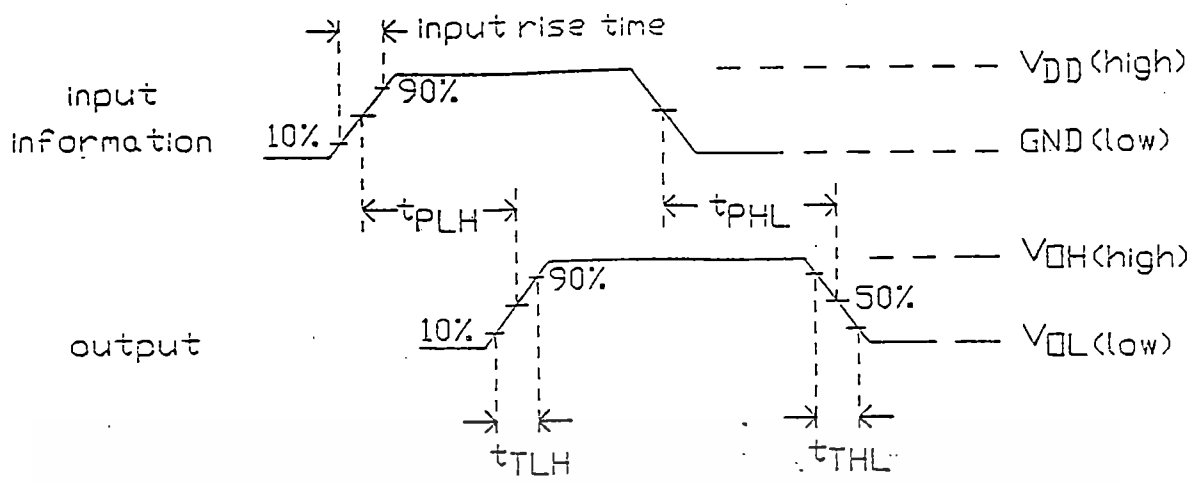 input rise time
VDD (high)
input
information
90%
10%
GND (low)
tPLH
tPHL
VOH (high)
90%
50%
10%
output
VOL (low)
tTLH
tTHL